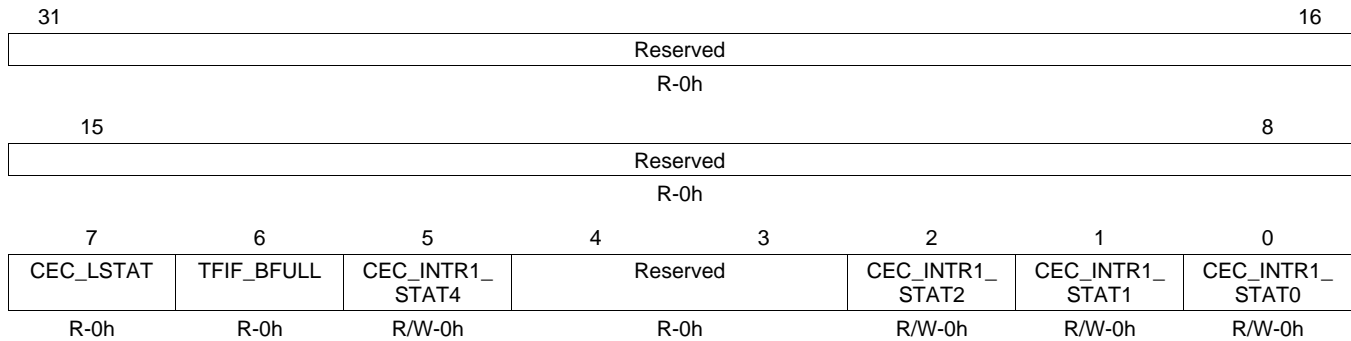 31 16
Reserved
R-0h
15 8
Reserved
R-0h
7 6 5 4 3 2 1 0
CEC_LSTAT TFIF_BFULL CEC_INTR1_ Reserved CEC_INTR1_ CEC_INTR1_ CEC_INTR1_
STAT4 STAT2 STAT1 STAT0
R-0h R-0h R/W-0h R-0h R/W-0h R/W-0h R/W-0h